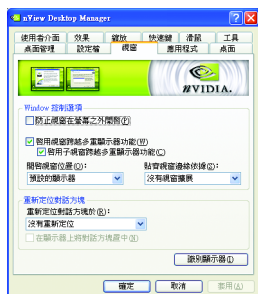 nView Desktop Manager
使用者介面 效果 縮放 快速鍵 滑鼠 工具
桌面管理 設定檔 視窗 應用程式 桌面
NVIDIA.
Window 控制選項
防止視窗在螢幕之外開啟(P)
啓用視窗跨越多重顯示器功能(W)
啓用子視窗跨越多重顯示器功能(C)
開啓視窗位置(O): 貼齊視窗邊緣依據(S):
預設的顯示器 沒有視窗擴展
重新定位對話方塊
重新定位對話方塊於(R):
沒有重新定位
在顯示器上將對話方塊置中(N)
識別顯示器(I)
確定 取消 套用(A)